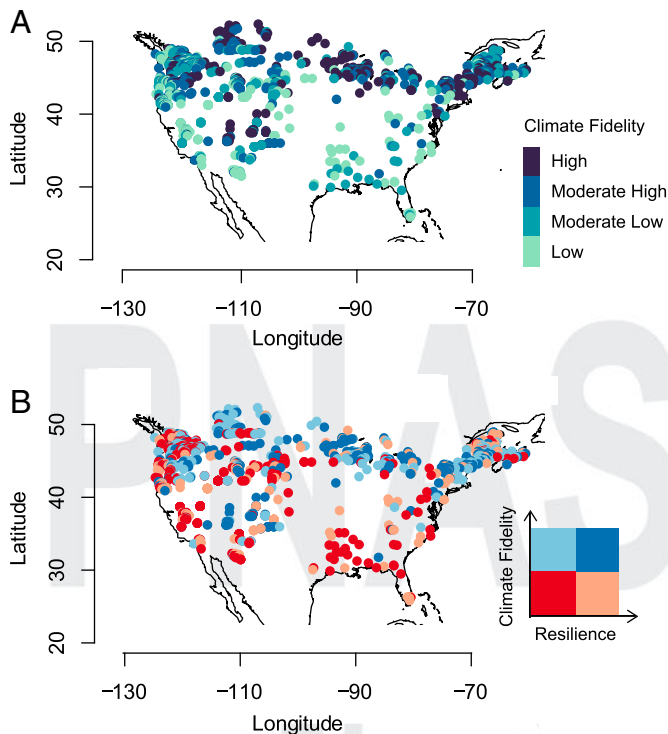 A
50
40
30
20
Latitude
−130
−110
−90
−70
Longitude
Climate Fidelity
High
Moderate High
Moderate Low
Low
PNAS
B
50
40
30
20
Latitude
−130
−110
−90
−70
Longitude
Climate Fidelity
Resilience